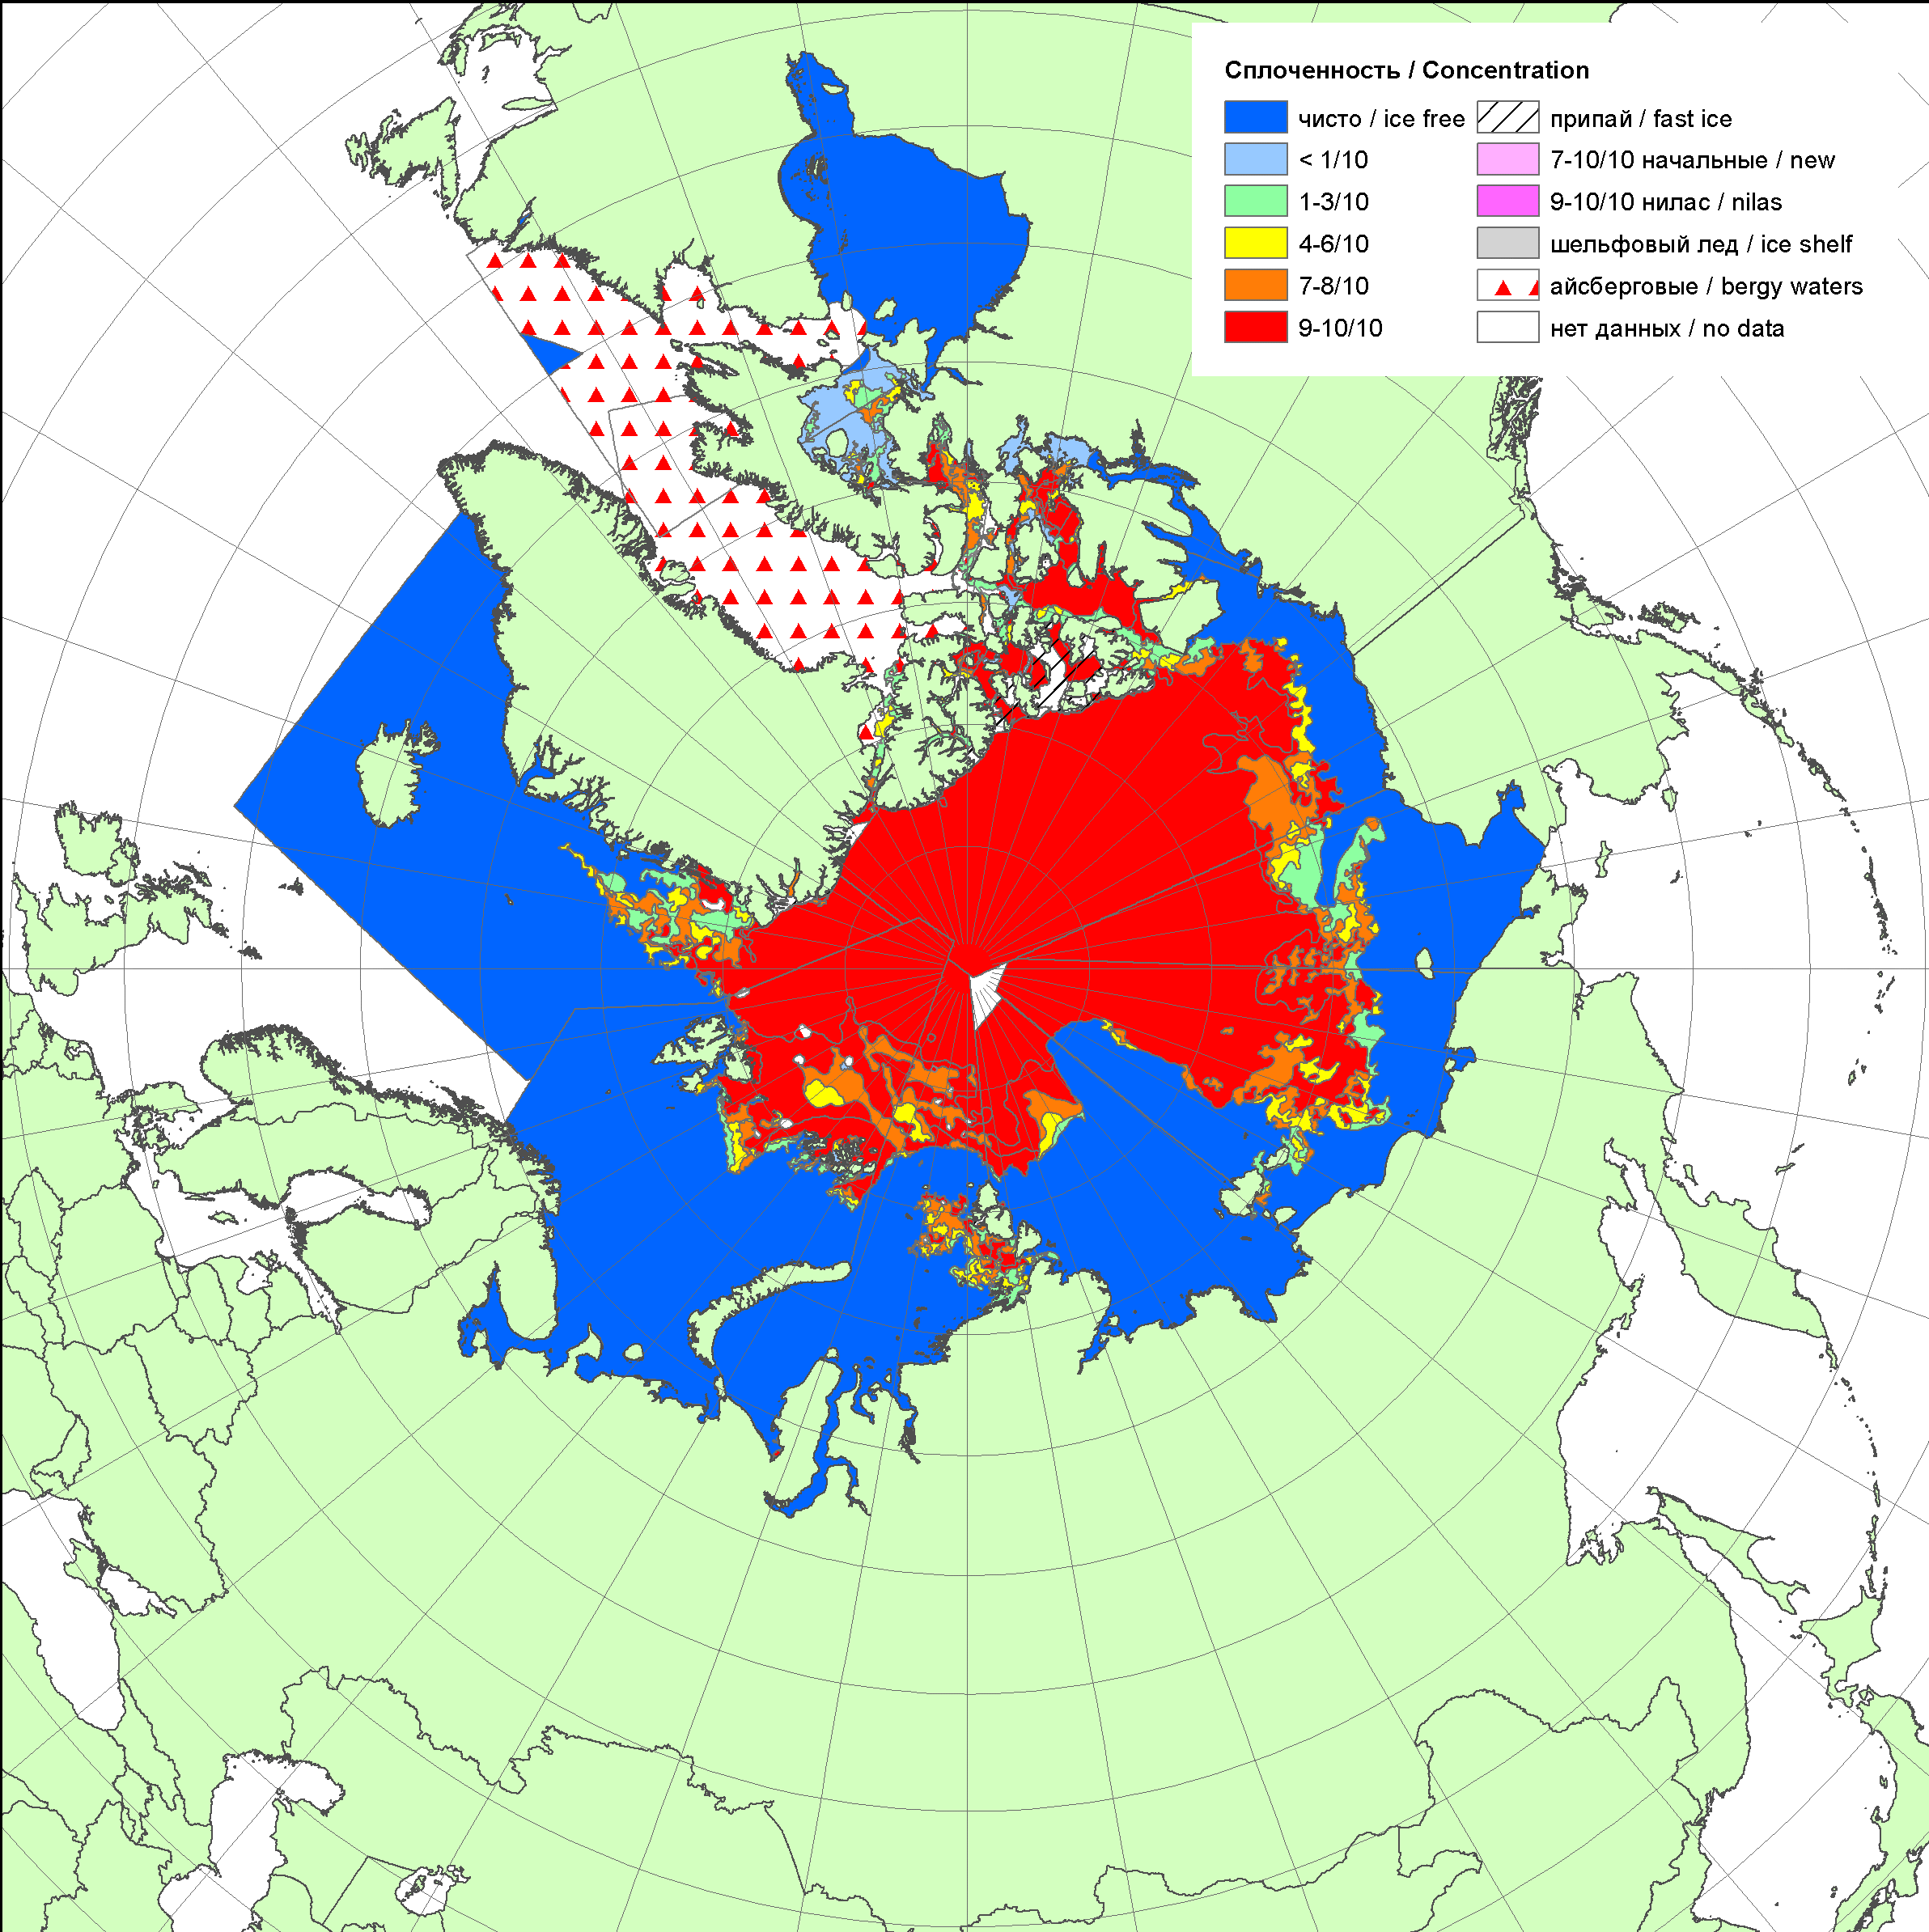 Сплоченность / Concentration
чисто / ice free
< 1/10
1-3/10
4-6/10
7-8/10
9-10/10
припай / fast ice
7-10/10 начальные / new
9-10/10 нилас / nilas
шельфовый лед / ice shelf
айсберговые / bergy waters
нет данных / no data